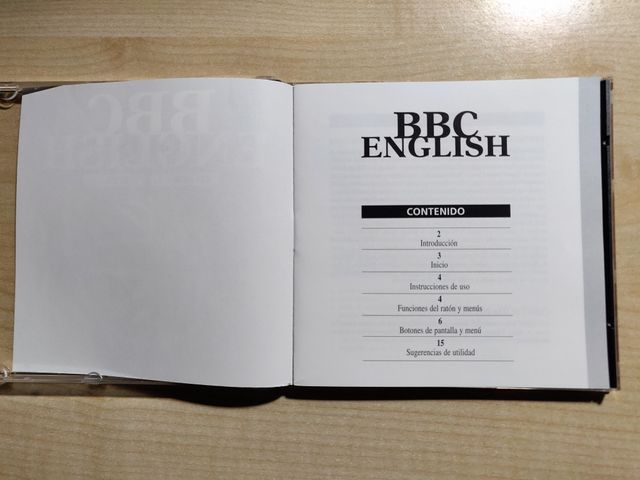 BBC
ENGLISH
CONTENIDO
2
Introducción
3
Inicio
4
Instrucciones de uso
4
Funciones del ratón y menús
6
Botones de pantalla y menú
15
Sugerencias de utilidad